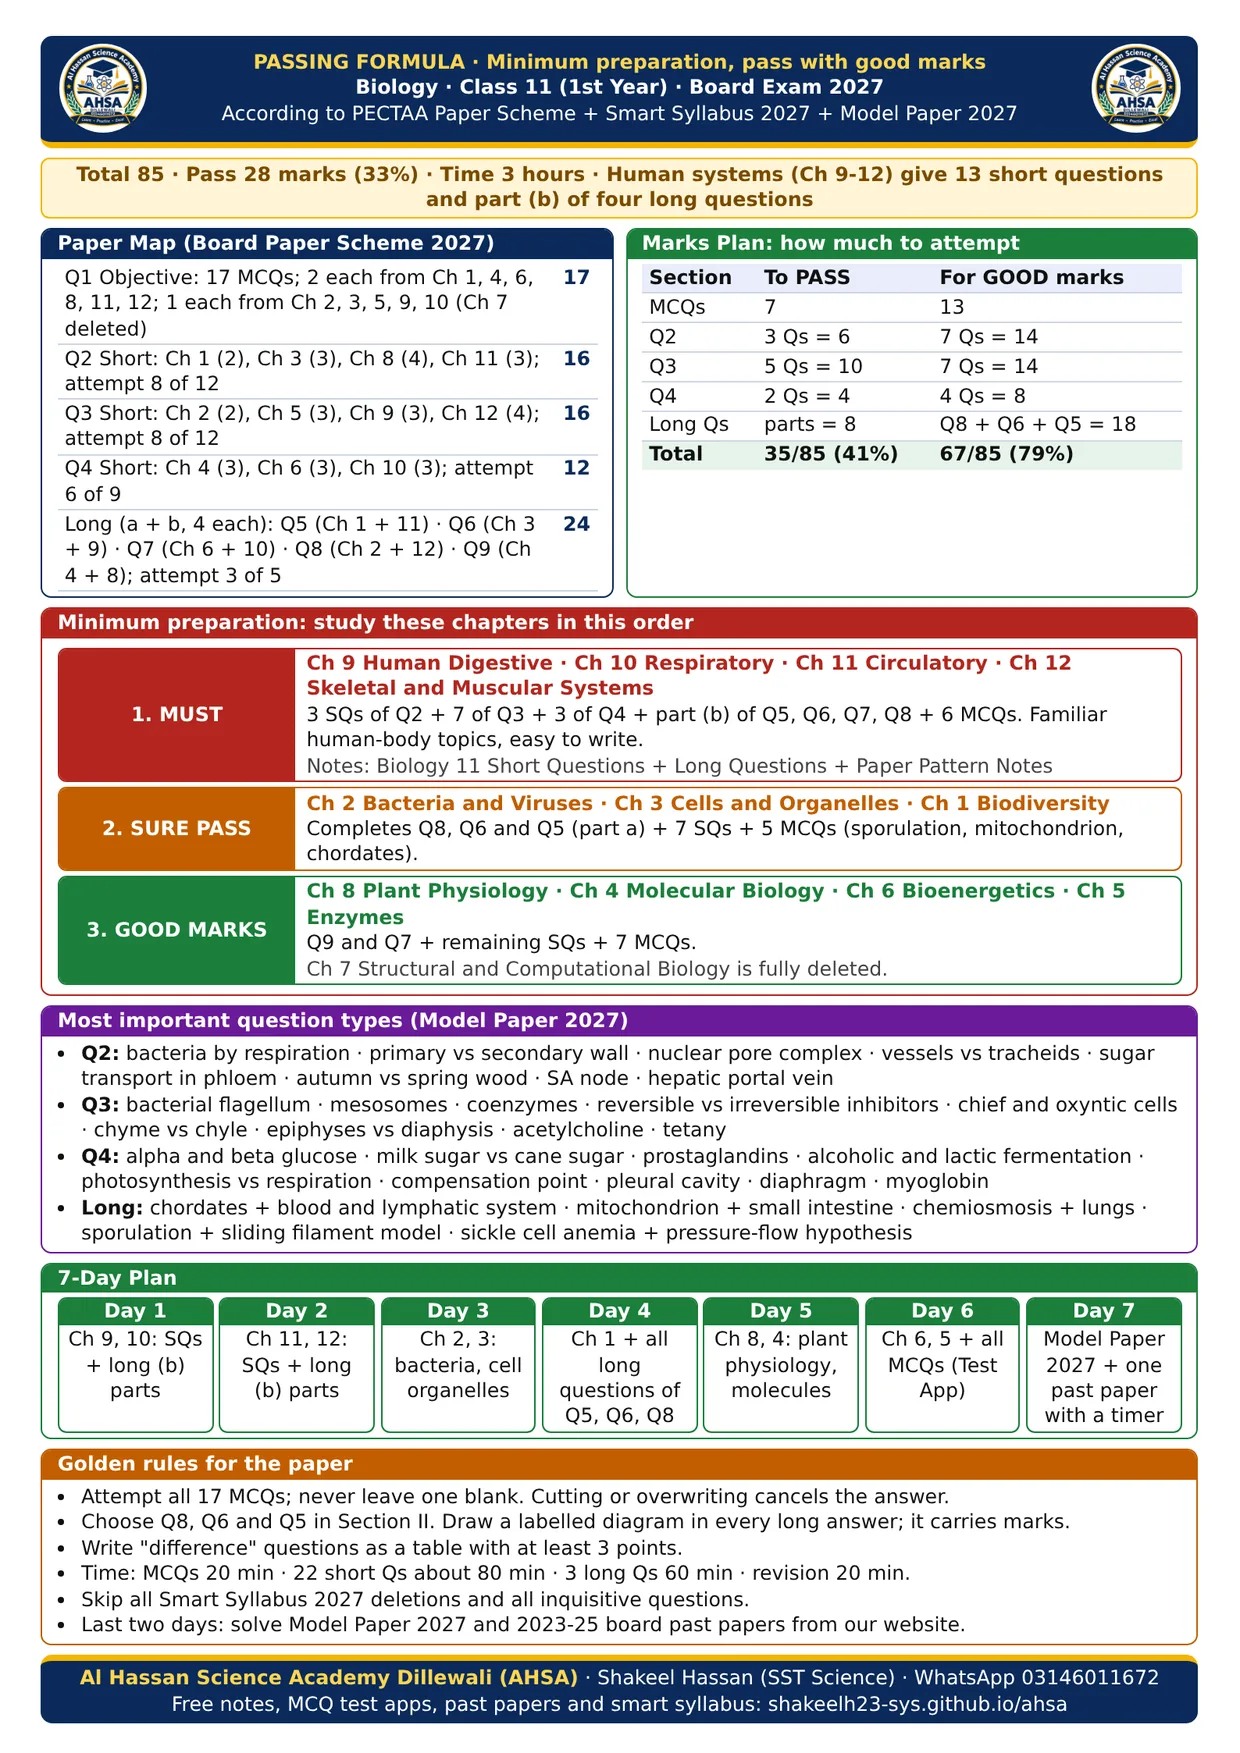 PASSING FORMULA · Minimum preparation, pass with good marks
Biology · Class 11 (1st Year) · Board Exam 2027
According to PECTAA Paper Scheme + Smart Syllabus 2027 + Model Paper 2027
Al Hassan Science Academy
AHSA
DILLEWALI
Al Hassan Science Academy
AHSA
DILLEWALI
Total 85 · Pass 28 marks (33%) · Time 3 hours · Human systems (Ch 9-12) give 13 short questions
and part (b) of four long questions
Paper Map (Board Paper Scheme 2027)
Q1 Objective: 17 MCQs; 2 each from Ch 1, 4, 6, 17
8, 11, 12; 1 each from Ch 2, 3, 5, 9, 10 (Ch 7
deleted)
Q2 Short: Ch 1 (2), Ch 3 (3), Ch 8 (4), Ch 11 (3); 16
attempt 8 of 12
Q3 Short: Ch 2 (2), Ch 5 (3), Ch 9 (3), Ch 12 (4); 16
attempt 8 of 12
Q4 Short: Ch 4 (3), Ch 6 (3), Ch 10 (3); attempt 12
6 of 9
Long (a + b, 4 each): Q5 (Ch 1 + 11) · Q6 (Ch 3 24
+ 9) · Q7 (Ch 6 + 10) · Q8 (Ch 2 + 12) · Q9 (Ch
4 + 8); attempt 3 of 5
Marks Plan: how much to attempt
Section To PASS For GOOD marks
MCQs 7 13
Q2 3 Qs = 6 7 Qs = 14
Q3 5 Qs = 10 7 Qs = 14
Q4 2 Qs = 4 4 Qs = 8
Long Qs parts = 8 Q8 + Q6 + Q5 = 18
Total 35/85 (41%) 67/85 (79%)
Minimum preparation: study these chapters in this order
1. MUST
Ch 9 Human Digestive · Ch 10 Respiratory · Ch 11 Circulatory · Ch 12
Skeletal and Muscular Systems
3 SQs of Q2 + 7 of Q3 + 3 of Q4 + part (b) of Q5, Q6, Q7, Q8 + 6 MCQs. Familiar
human-body topics, easy to write.
Notes: Biology 11 Short Questions + Long Questions + Paper Pattern Notes
2. SURE PASS
Ch 2 Bacteria and Viruses · Ch 3 Cells and Organelles · Ch 1 Biodiversity
Completes Q8, Q6 and Q5 (part a) + 7 SQs + 5 MCQs (sporulation, mitochondrion,
chordates).
3. GOOD MARKS
Ch 8 Plant Physiology · Ch 4 Molecular Biology · Ch 6 Bioenergetics · Ch 5
Enzymes
Q9 and Q7 + remaining SQs + 7 MCQs.
Ch 7 Structural and Computational Biology is fully deleted.
Most important question types (Model Paper 2027)
• Q2: bacteria by respiration · primary vs secondary wall · nuclear pore complex · vessels vs tracheids · sugar
transport in phloem · autumn vs spring wood · SA node · hepatic portal vein
• Q3: bacterial flagellum · mesosomes · coenzymes · reversible vs irreversible inhibitors · chief and oxyntic cells
· chyme vs chyle · epiphyses vs diaphysis · acetylcholine · tetany
• Q4: alpha and beta glucose · milk sugar vs cane sugar · prostaglandins · alcoholic and lactic fermentation ·
photosynthesis vs respiration · compensation point · pleural cavity · diaphragm · myoglobin
• Long: chordates + blood and lymphatic system · mitochondrion + small intestine · chemiosmosis + lungs ·
sporulation + sliding filament model · sickle cell anemia + pressure-flow hypothesis
7-Day Plan
Day 1
Ch 9, 10: SQs
+ long (b)
parts
Day 2
Ch 11, 12:
SQs + long
(b) parts
Day 3
Ch 2, 3:
bacteria, cell
organelles
Day 4
Ch 1 + all
long
questions of
Q5, Q6, Q8
Day 5
Ch 8, 4: plant
physiology,
molecules
Day 6
Ch 6, 5 + all
MCQs (Test
App)
Day 7
Model Paper
2027 + one
past paper
with a timer
Golden rules for the paper
• Attempt all 17 MCQs; never leave one blank. Cutting or overwriting cancels the answer.
• Choose Q8, Q6 and Q5 in Section II. Draw a labelled diagram in every long answer; it carries marks.
• Write "difference" questions as a table with at least 3 points.
• Time: MCQs 20 min · 22 short Qs about 80 min · 3 long Qs 60 min · revision 20 min.
• Skip all Smart Syllabus 2027 deletions and all inquisitive questions.
• Last two days: solve Model Paper 2027 and 2023-25 board past papers from our website.
Al Hassan Science Academy Dillewali (AHSA) · Shakeel Hassan (SST Science) · WhatsApp 03146011672
Free notes, MCQ test apps, past papers and smart syllabus: shakeelh23-sys.github.io/ahsa